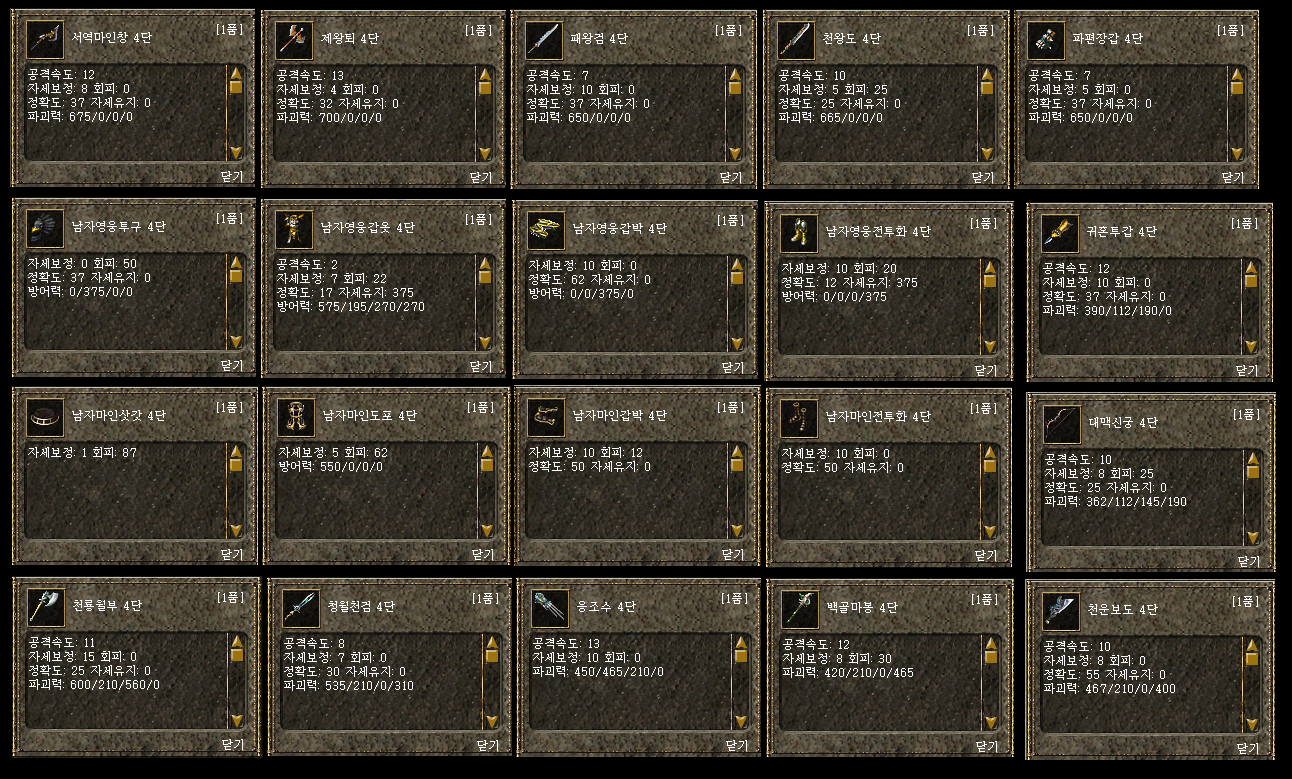 서역마인창 4단
[1품]
공격속도: 12
자세보정: 8 회피: 0
정확도: 37 자세유지: 0
파괴력: 675/0/0/0
닫기
제왕퇴 4단
[1품]
공격속도: 13
자세보정: 4 회피: 0
정확도: 32 자세유지: 0
파괴력: 700/0/0/0
닫기
패왕검 4단
[1품]
공격속도: 7
자세보정: 10 회피: 0
정확도: 37 자세유지: 0
파괴력: 650/0/0/0
닫기
천왕도 4단
[1품]
공격속도: 10
자세보정: 5 회피: 25
정확도: 25 자세유지: 0
파괴력: 665/0/0/0
닫기
파편장갑 4단
[1품]
공격속도: 7
자세보정: 5 회피: 0
정확도: 37 자세유지: 0
파괴력: 650/0/0/0
닫기
남자영웅투구 4단
[1품]
자세보정: 0 회피: 50
정확도: 37 자세유지: 0
방어력: 0/375/0/0
닫기
남자영웅갑옷 4단
[1품]
공격속도: 2
자세보정: 7 회피: 22
정확도: 17 자세유지: 375
방어력: 575/195/270/270
닫기
남자영웅갑박 4단
[1품]
자세보정: 10 회피: 0
정확도: 62 자세유지: 0
방어력: 0/0/375/0
닫기
남자영웅전투화 4단
[1품]
자세보정: 10 회피: 20
정확도: 12 자세유지: 375
방어력: 0/0/0/375
닫기
귀혼투갑 4단
[1품]
공격속도: 12
자세보정: 10 회피: 0
정확도: 37 자세유지: 0
파괴력: 390/112/190/0
닫기
남자마인삿갓 4단
[1품]
자세보정: 1 회피: 87
닫기
남자마인도포 4단
[1품]
자세보정: 5 회피: 62
방어력: 550/0/0/0
닫기
남자마인갑박 4단
[1품]
자세보정: 10 회피: 12
정확도: 50 자세유지: 0
닫기
남자마인전투화 4단
[1품]
자세보정: 10 회피: 0
정확도: 50 자세유지: 0
닫기
대맥신궁 4단
[1품]
공격속도: 10
자세보정: 8 회피: 25
정확도: 25 자세유지: 0
파괴력: 362/112/145/190
닫기
천룡월부 4단
[1품]
공격속도: 11
자세보정: 15 회피: 0
정확도: 25 자세유지: 0
파괴력: 600/210/560/0
닫기
청월천검 4단
[1품]
공격속도: 8
자세보정: 7 회피: 0
정확도: 30 자세유지: 0
파괴력: 535/210/0/310
닫기
응조수 4단
[1품]
공격속도: 13
자세보정: 10 회피: 0
파괴력: 450/465/210/0
닫기
백골마봉 4단
[1품]
공격속도: 12
자세보정: 8 회피: 30
파괴력: 420/210/0/465
닫기
천운보도 4단
[1품]
공격속도: 10
자세보정: 8 회피: 0
정확도: 55 자세유지: 0
파괴력: 467/210/0/400
닫기